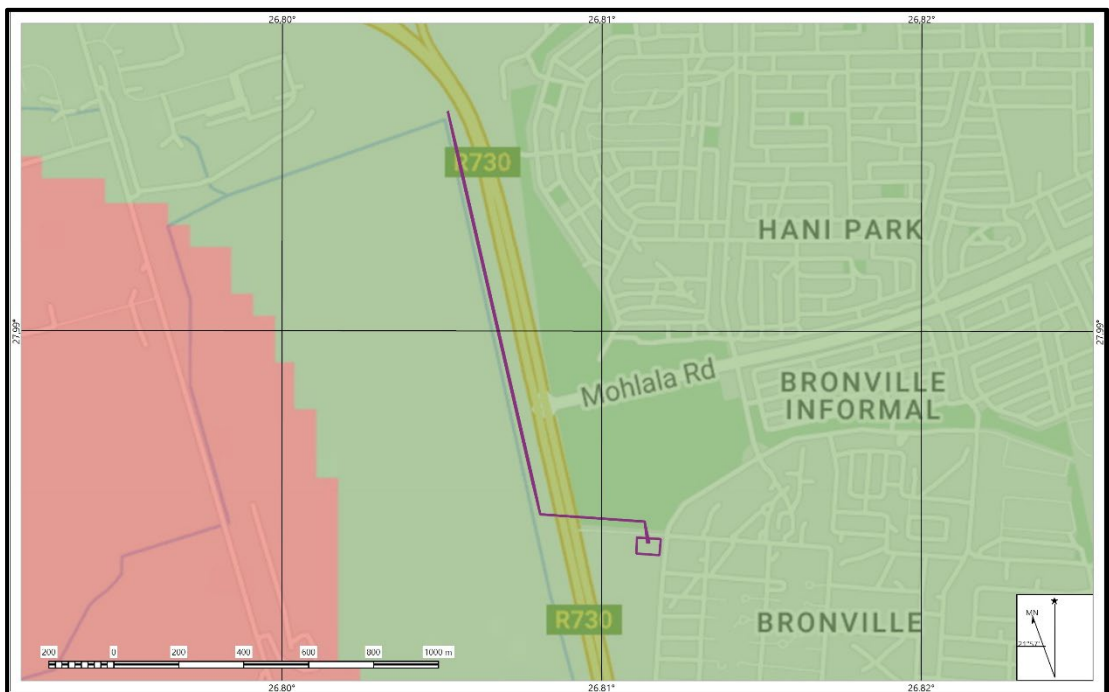 26.80° 26.81° 26.82°
R730
HANI PARK
27.99° 27.99°
Mohlala Rd
BRONVILLE
INFORMAL
R730
BRONVILLE
MN
200 0 200 400 600 800 1000 m
26.80° 26.81° 26.82°